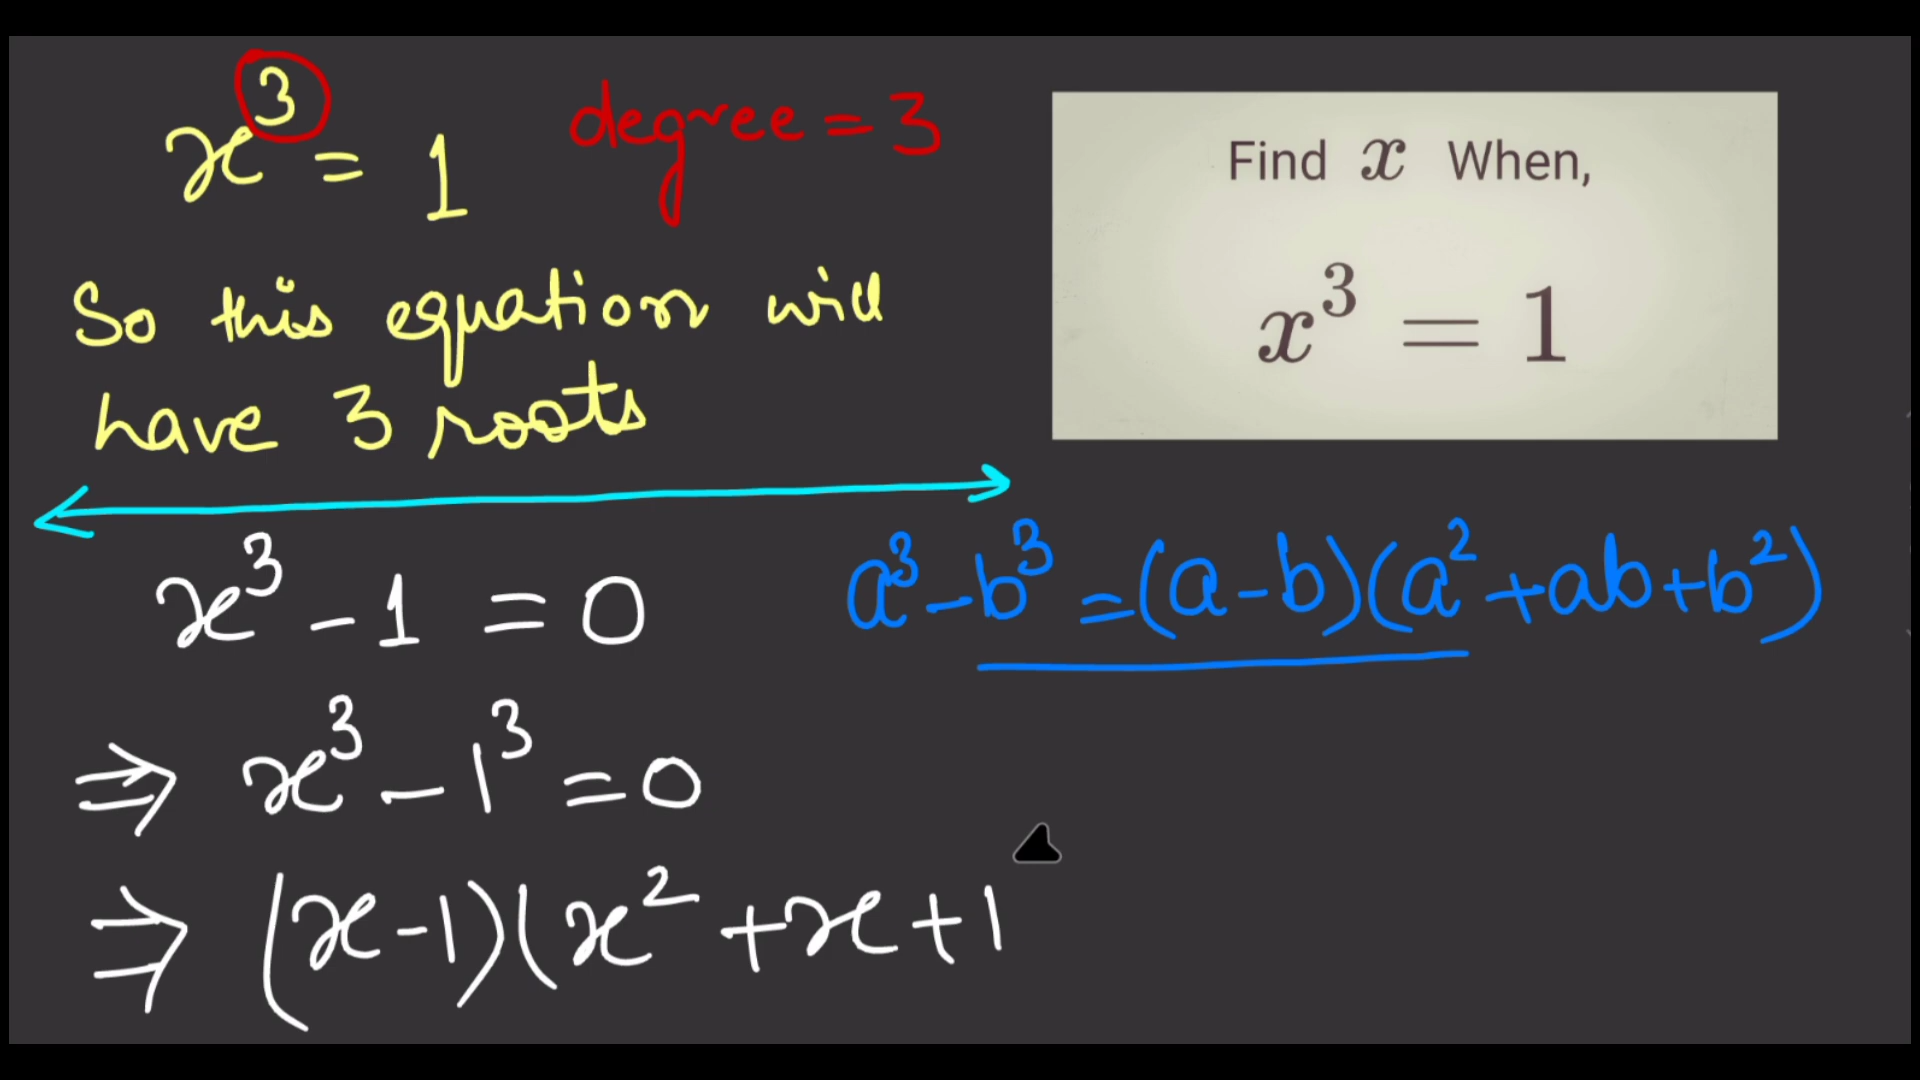 x³ = 1 degree = 3
So this equation will
have 3 roots
Find x When,
x³ = 1
x³ - 1 = 0
a³ - b³ = (a - b)(a² + ab + b²)
⇒ x³ - 1³ = 0
⇒ (x - 1)(x² + x + 1